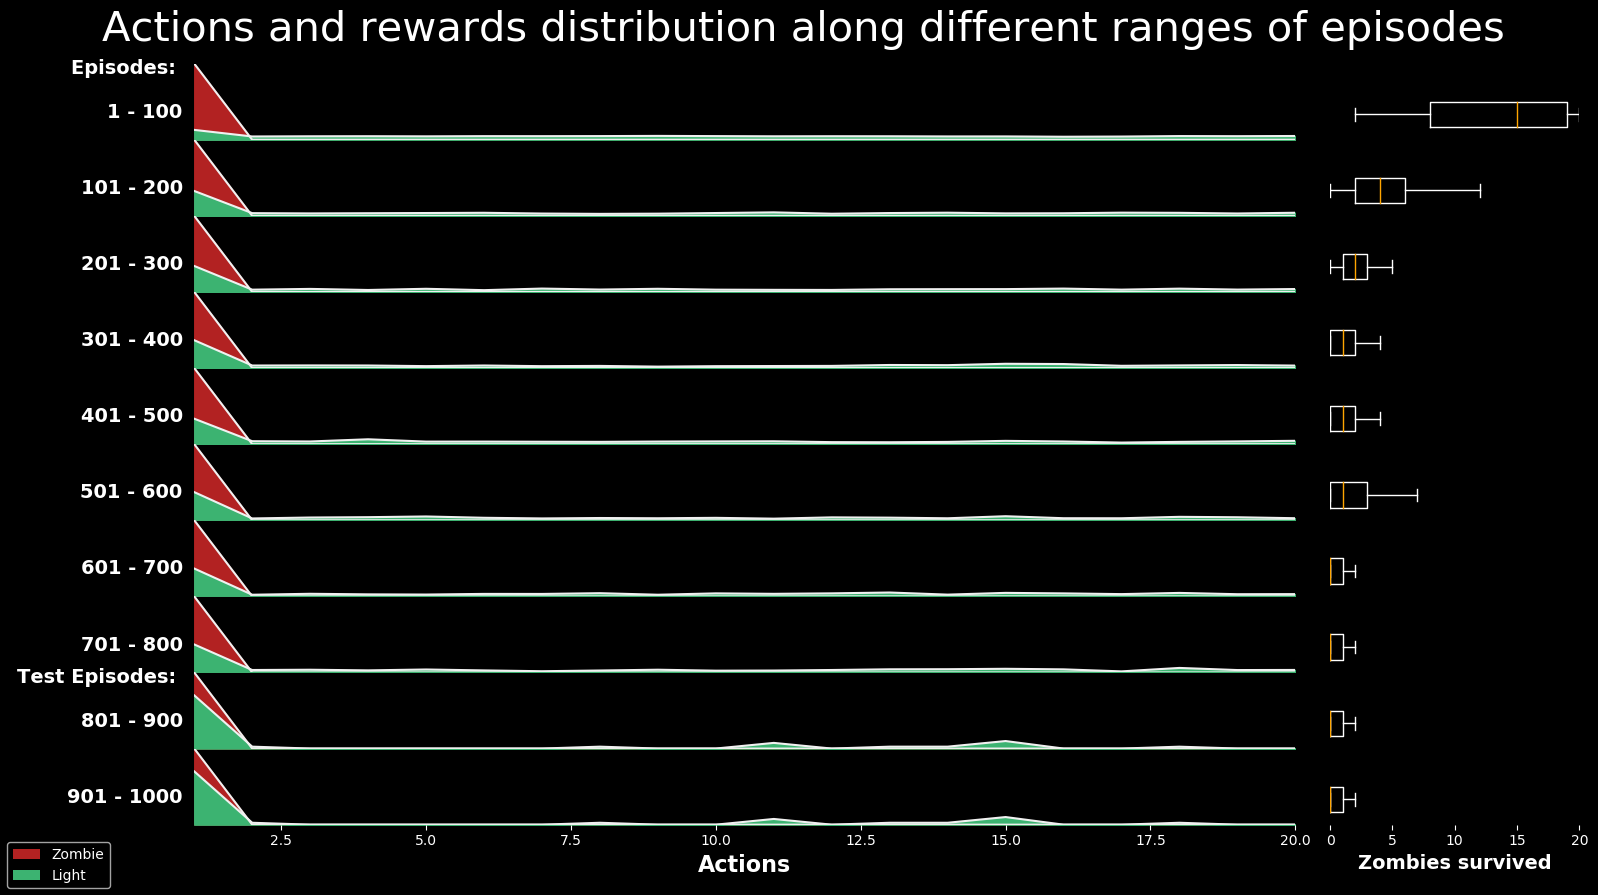 Actions and rewards distribution along different ranges of episodes
Episodes:
1 - 100
101 - 200
201 - 300
301 - 400
401 - 500
501 - 600
601 - 700
701 - 800
Test Episodes:
801 - 900
901 - 1000
2.5 5.0 7.5 10.0 12.5 15.0 17.5 20.0
0 5 10 15 20
Actions
Zombies survived
Zombie
Light